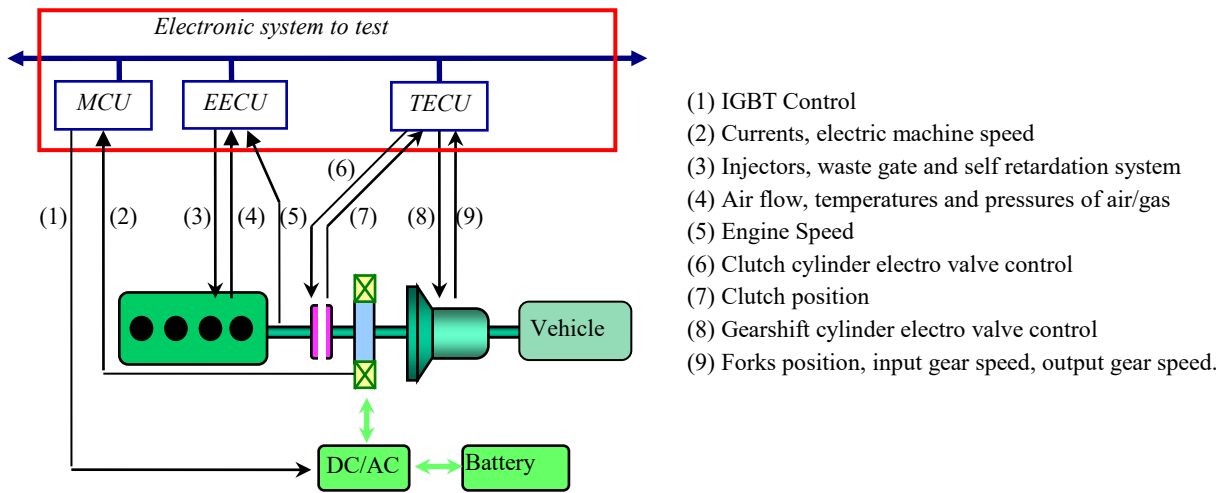 Electronic system to test
MCU
EECU
TECU
(1)
(2)
(3)
(4)
(5)
(6)
(7)
(8)
(9)
Vehicle
DC/AC
Battery
(1) IGBT Control
(2) Currents, electric machine speed
(3) Injectors, waste gate and self retardation system
(4) Air flow, temperatures and pressures of air/gas
(5) Engine Speed
(6) Clutch cylinder electro valve control
(7) Clutch position
(8) Gearshift cylinder electro valve control
(9) Forks position, input gear speed, output gear speed.